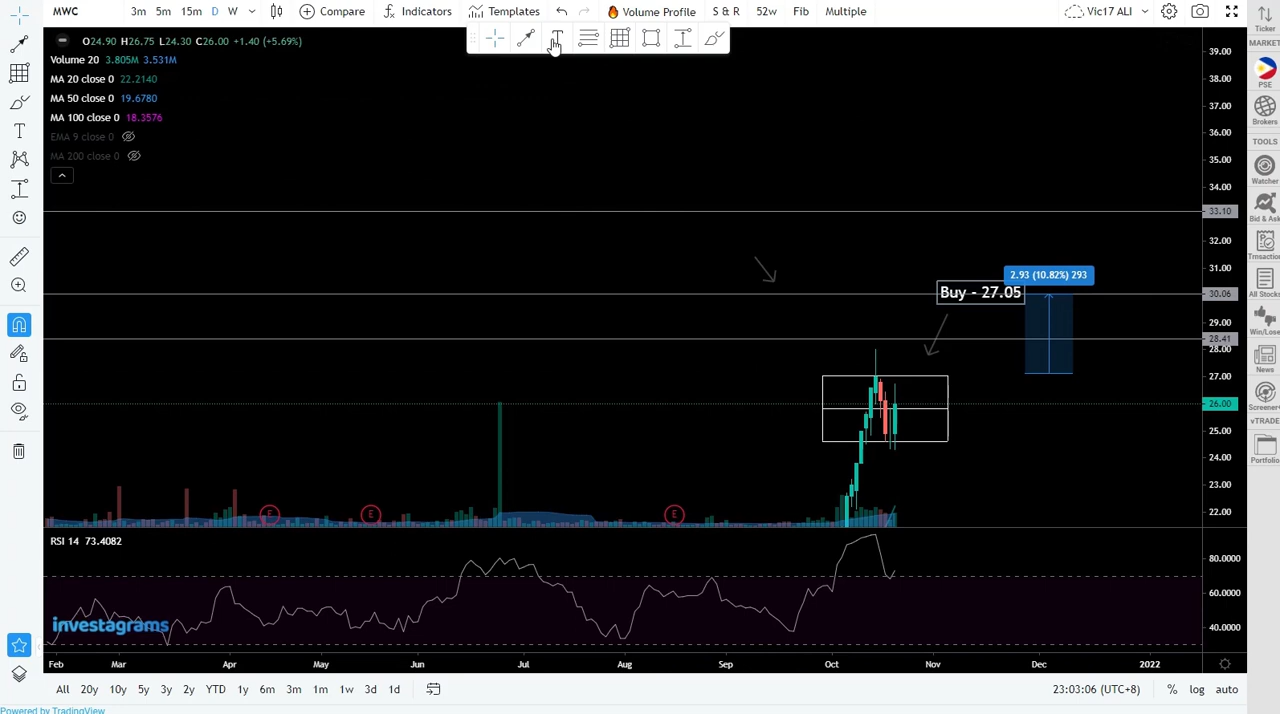 MWC 3m 5m 15m D W Compare Indicators Templates Volume Profile S & R 52w Fib Multiple Vic17 ALI
O24.90 H26.75 L24.30 C26.00 +1.40 (+5.69%)
Volume 20 3.805M 3.531M
MA 20 close 0 22.2140
MA 50 close 0 19.6780
MA 100 close 0 18.3576
EMA 9 close 0
MA 200 close 0
Buy - 27.05
2.93 (10.82%) 293
39.00
38.00
37.00
36.00
35.00
34.00
33.10
32.00
31.00
30.06
29.00
28.41
28.00
27.00
26.00
25.00
24.00
23.00
22.00
E E E
RSI 14 73.4082
80.0000
60.0000
40.0000
investagrams
Feb Mar Apr May Jun Jul Aug Sep Oct Nov Dec 2022
All 20y 10y 5y 3y 2y YTD 1y 6m 3m 1m 1w 3d 1d 23:03:06 (UTC+8) % log auto
Powered by TradingView
Ticker
MARKET
PSE
Brokers
TOOLS
Watcher
Bid & Ask
All Stocks
Win/Lose
News
Screener
vTRADE
Portfolio